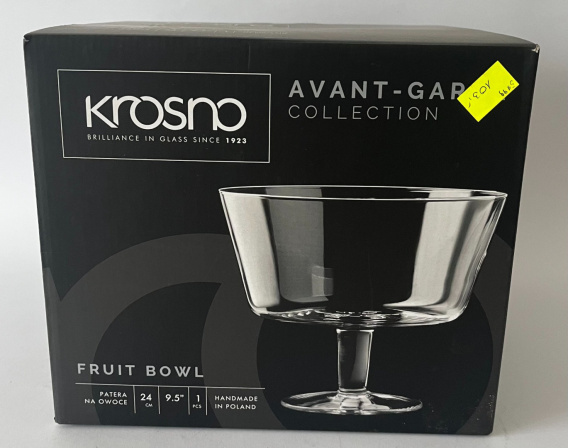 Krosno
BRILLIANCE IN GLASS SINCE 1923
AVANT-GAR
COLLECTION
FRUIT BOWL
PATERA
NA OWOCE
24
CM
9.5"
1
PCS
HANDMADE
IN POLAND